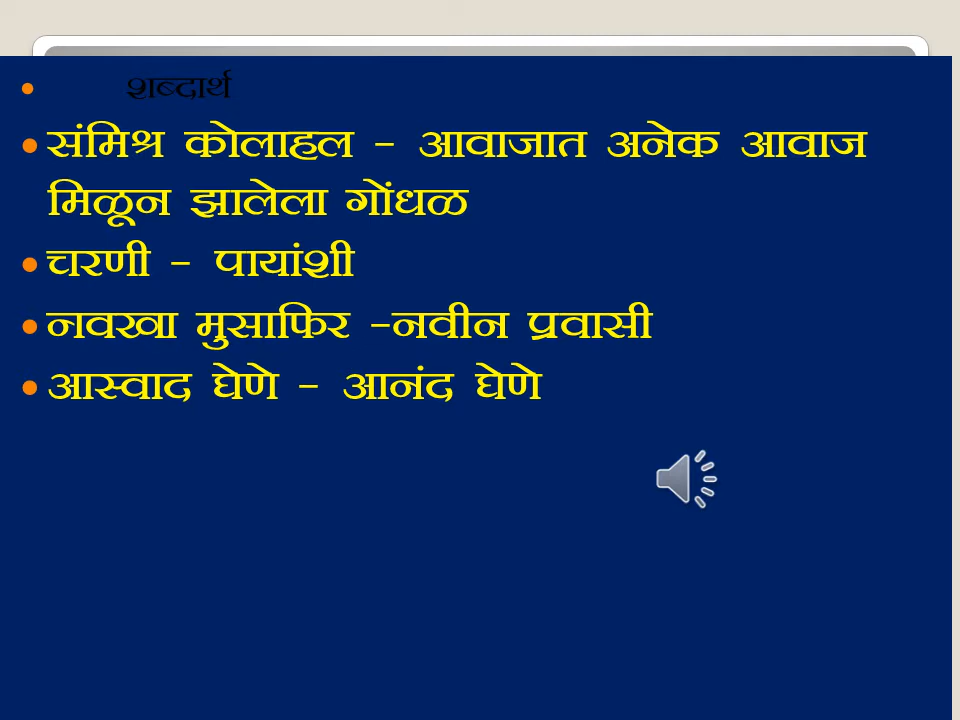 शब्दार्थ
संमिश्र कोलाहल - आवाजात अनेक आवाज
मिळून झालेला गोंधळ
चरणी - पायांशी
नवखा मुसाफिर -नवीन प्रवासी
आस्वाद घेणे - आनंद घेणे